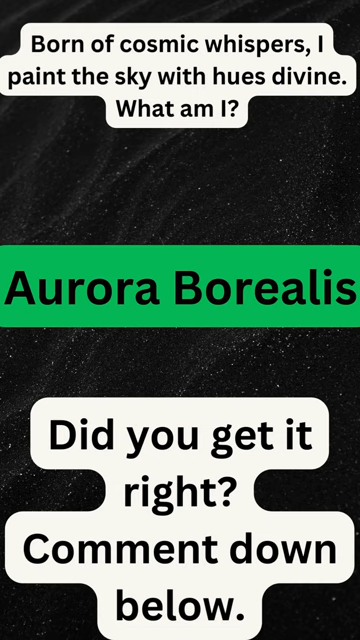 Born of cosmic whispers, I
paint the sky with hues divine.
What am I?
Aurora Borealis
Did you get it
right?
Comment down
below.